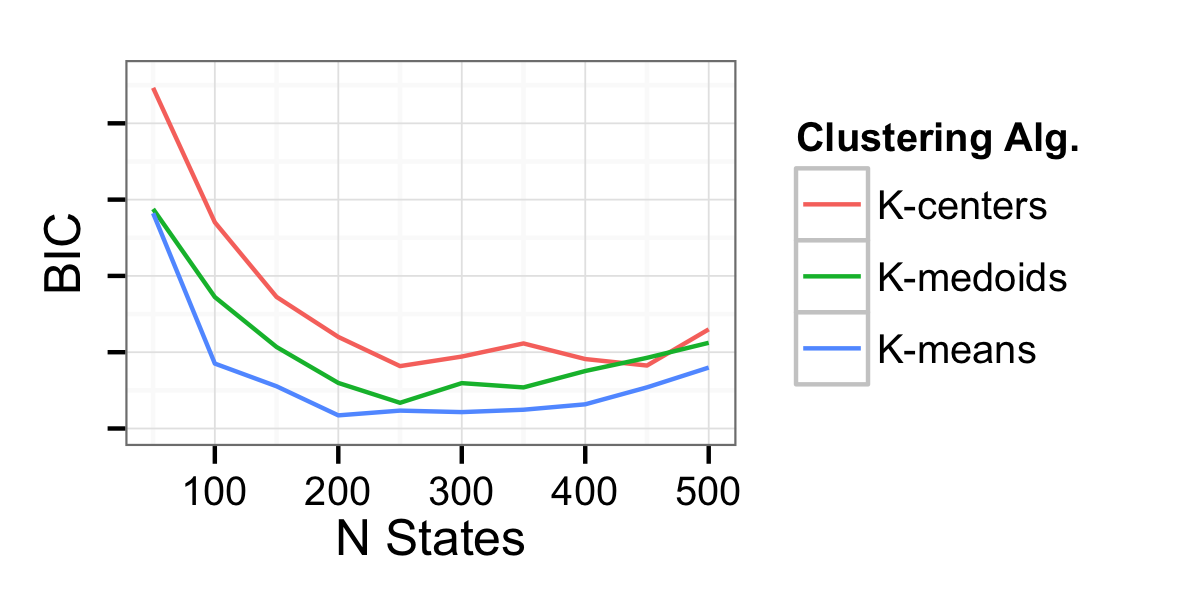 BIC
100 200 300 400 500
N States
Clustering Alg.
K-centers
K-medoids
K-means